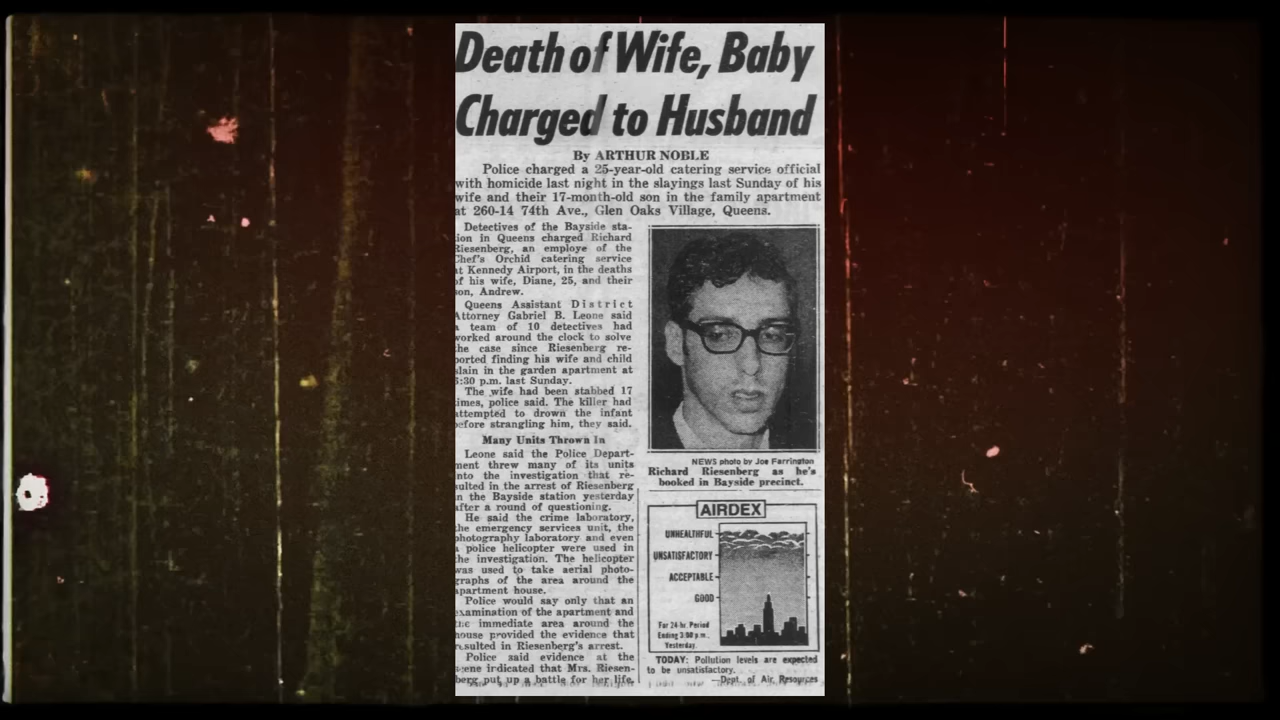 Death of Wife, Baby
Charged to Husband
By ARTHUR NOBLE
Police charged a 25-year-old catering service official
with homicide last night in the slayings last Sunday of his
wife and their 17-month-old son in the family apartment
at 260-14 74th Ave., Glen Oaks Village, Queens.
Detectives of the Bayside sta-
ion in Queens charged Richard
Riesenberg, an employe of the
Chef's Orchid catering service
at Kennedy Airport, in the deaths
of his wife, Diane, 25, and their
on, Andrew.
Queens Assistant District
Attorney Gabriel B. Leone said
a team of 10 detectives had
worked around the clock to solve
the case since Riesenberg re-
ported finding his wife and child
slain in the garden apartment at
:30 p.m. last Sunday.
The wife had been stabbed 17
times, police said. The killer had
attempted to drown the infant
before strangling him, they said.
Many Units Thrown In
Leone said the Police Depart-
ment threw many of its units
into the investigation that re-
sulted in the arrest of Riesenberg
in the Bayside station yesterday
after a round of questioning.
He said the crime laboratory,
the emergency services unit, the
photography laboratory and even
a police helicopter were used in
the investigation. The helicopter
was used to take aerial photo-
graphs of the area around the
apartment house.
Police would say only that an
examination of the apartment and
the immediate area around the
house provided the evidence that
resulted in Riesenberg's arrest.
Police said evidence at the
scene indicated that Mrs. Riesen-
berg put up a battle for her life.
NEWS photo by Joe Farrington
Richard Riesenberg as he's
booked in Bayside precinct.
AIRDEX
UNHEALTHFUL
UNSATISFACTORY
ACCEPTABLE
GOOD
For 24-hr. Period
Ending 3:00 p.m.,
Yesterday.
TODAY: Pollution levels are expected
to be unsatisfactory.
—Dept. of Air Resources